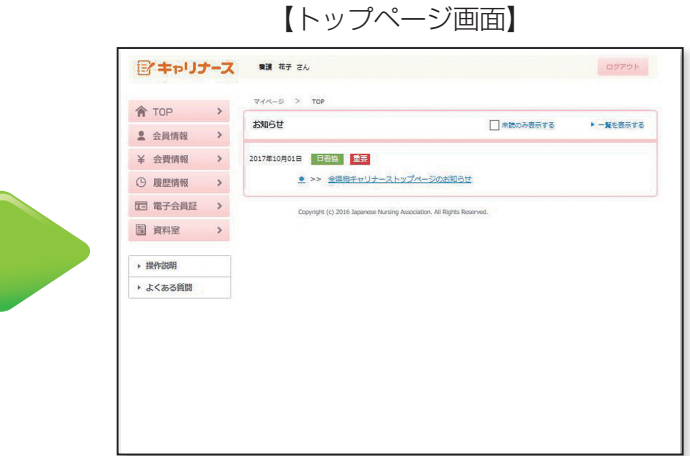 【トップページ画面】
キャリナース
看護 花子 さん
ログアウト
TOP
会員情報
会費情報
履歴情報
電子会員証
資料室
操作説明
よくある質問
マイページ > TOP
お知らせ
未読のみ表示する
一覧を表示する
2017年10月01日 日看協 重要
>> 全国用キャリナーストップページのお知らせ
Copyright (c) 2016 Japanese Nursing Association. All Rights Reserved.